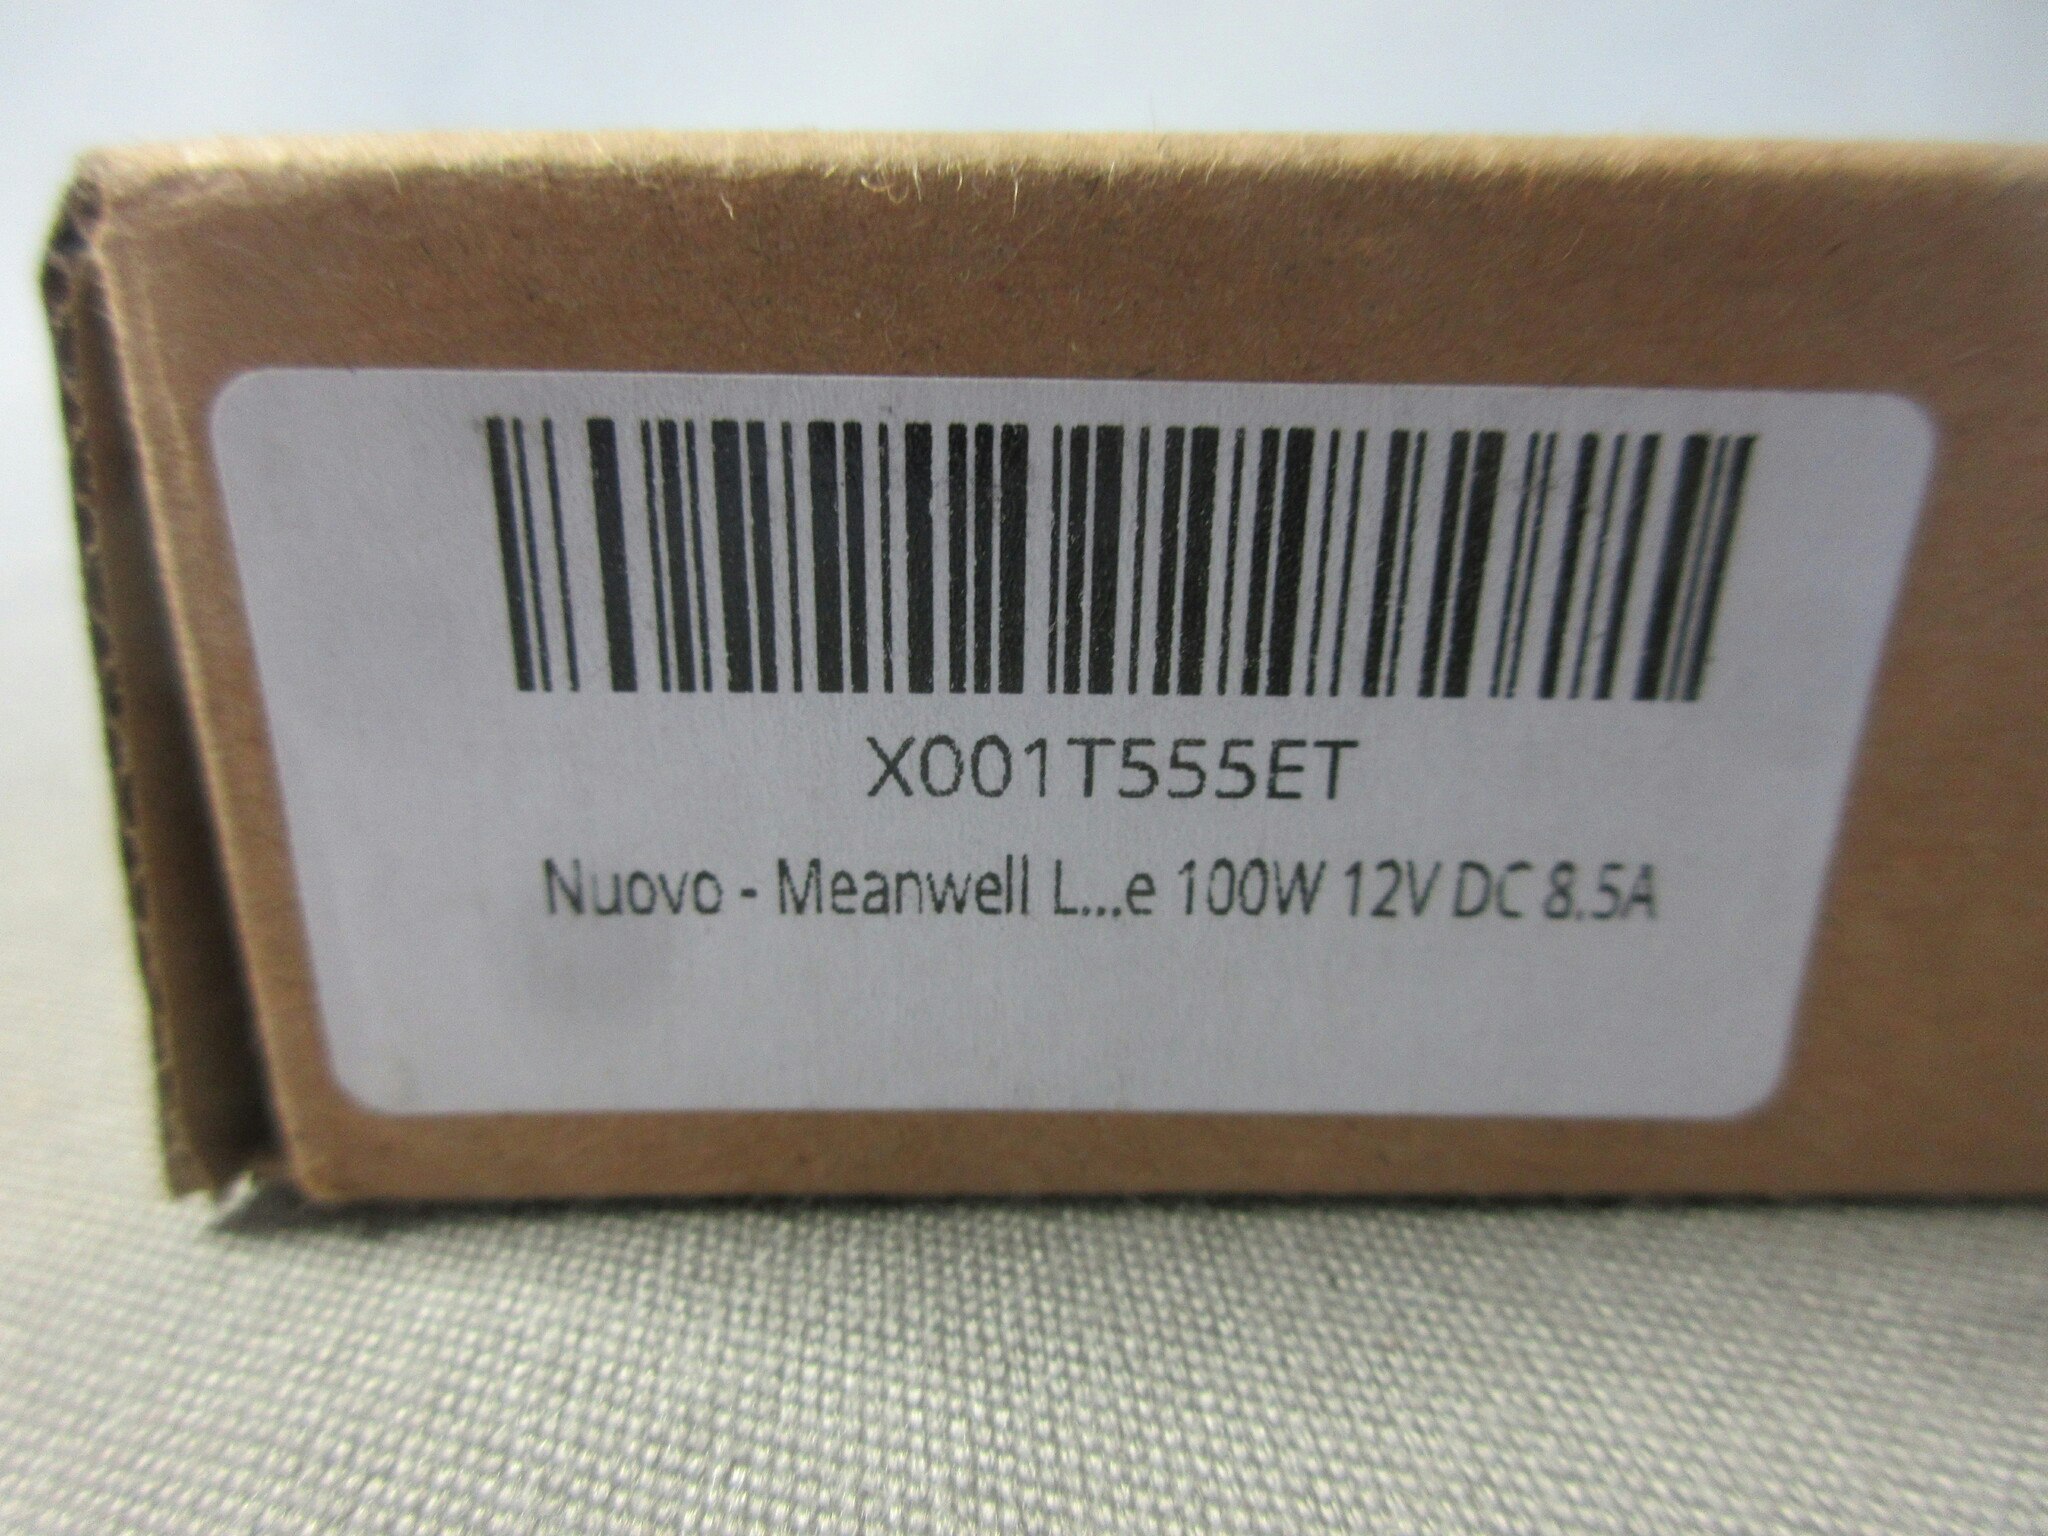 X001T555ET
Nuovo - Meanwell L...e 100W 12V DC 8.5A